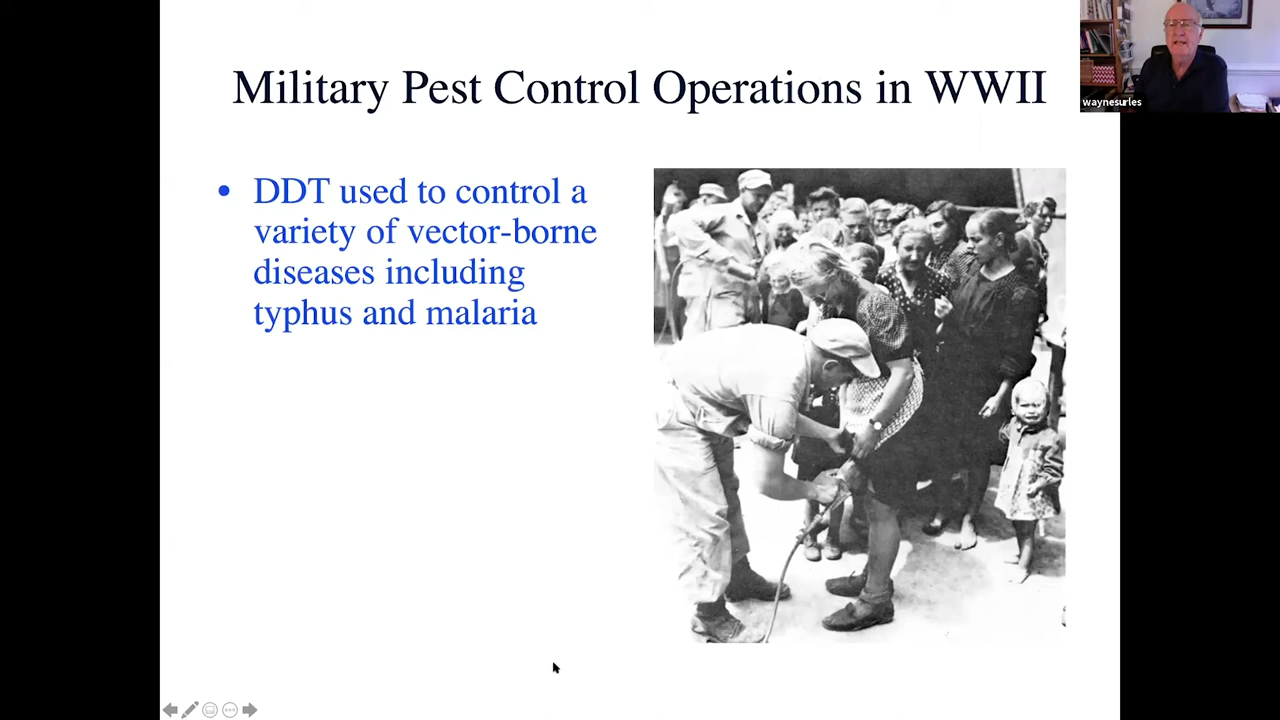 Military Pest Control Operations in WWII
waynesurles
• DDT used to control a
variety of vector-borne
diseases including
typhus and malaria